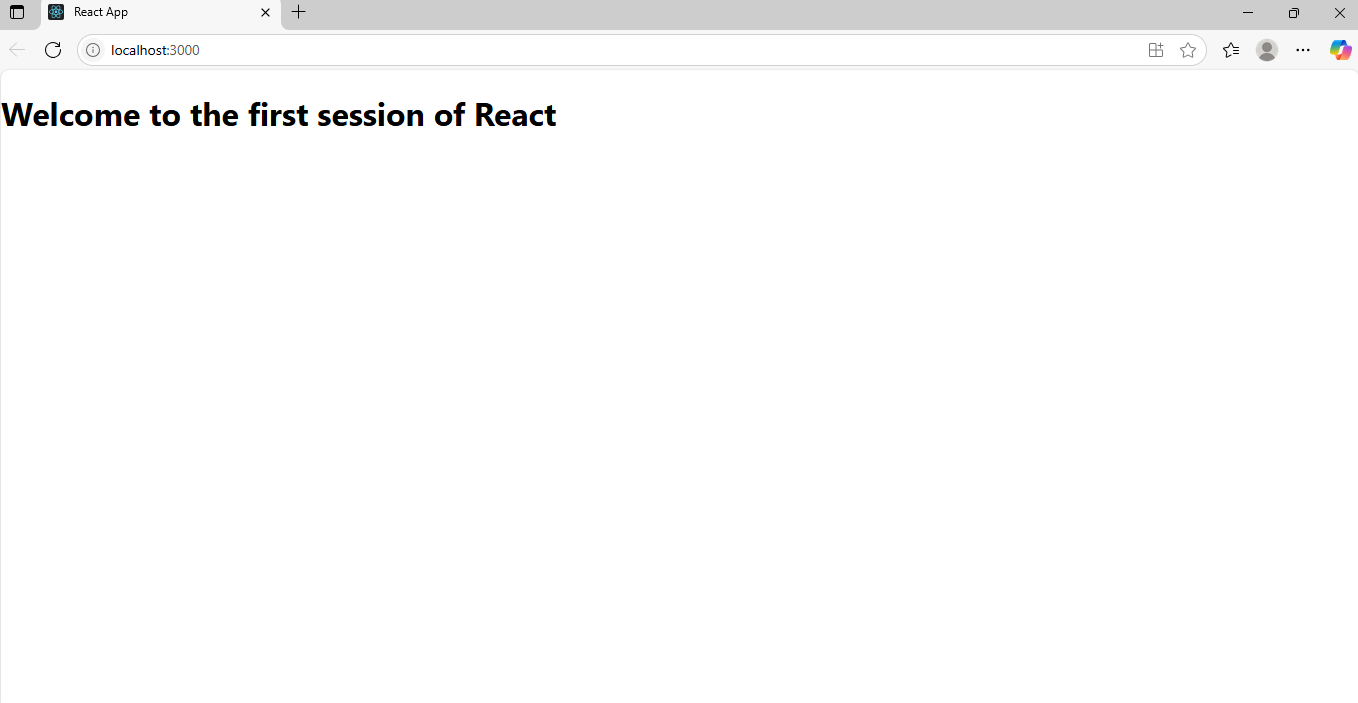 React App
localhost:3000
Welcome to the first session of React